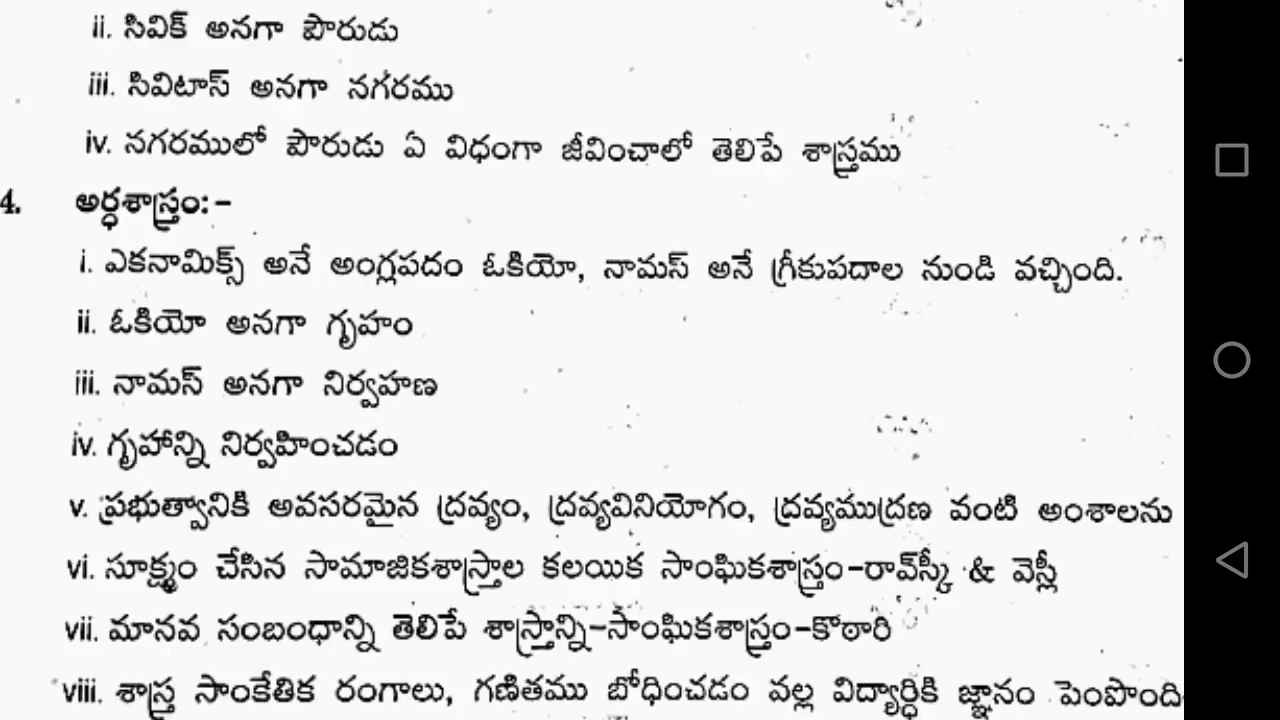 ii. సివిక్ అనగా పౌరుడు
iii. సివిటాస్ అనగా నగరము
iv. నగరములో పౌరుడు ఏ విధంగా జీవించాలో తెలిపే శాస్త్రము
4. అర్ధశాస్త్రం:-
i. ఎకనామిక్స్ అనే అంగ్లపదం ఓకియో, నామస్ అనే గ్రీకుపదాల నుండి వచ్చింది.
ii. ఓకియో అనగా గృహం
iii. నామస్ అనగా నిర్వహణ
iv. గృహాన్ని నిర్వహించడం
v. ప్రభుత్వానికి అవసరమైన ద్రవ్యం, ద్రవ్యవినియోగం, ద్రవ్యముద్రణ వంటి అంశాలను
vi. సూక్ష్మం చేసిన సామాజికశాస్త్రాల కలయిక సాంఘికశాస్త్రం-రావ్‌స్కీ & వెస్లీ
vii. మానవ సంబంధాన్ని తెలిపే శాస్త్రాన్ని-సాంఘికశాస్త్రం-కొఠారి
viii. శాస్త్ర సాంకేతిక రంగాలు, గణితము బోధించడం వల్ల విద్యార్ధికి జ్ఞానం పెంపొంది